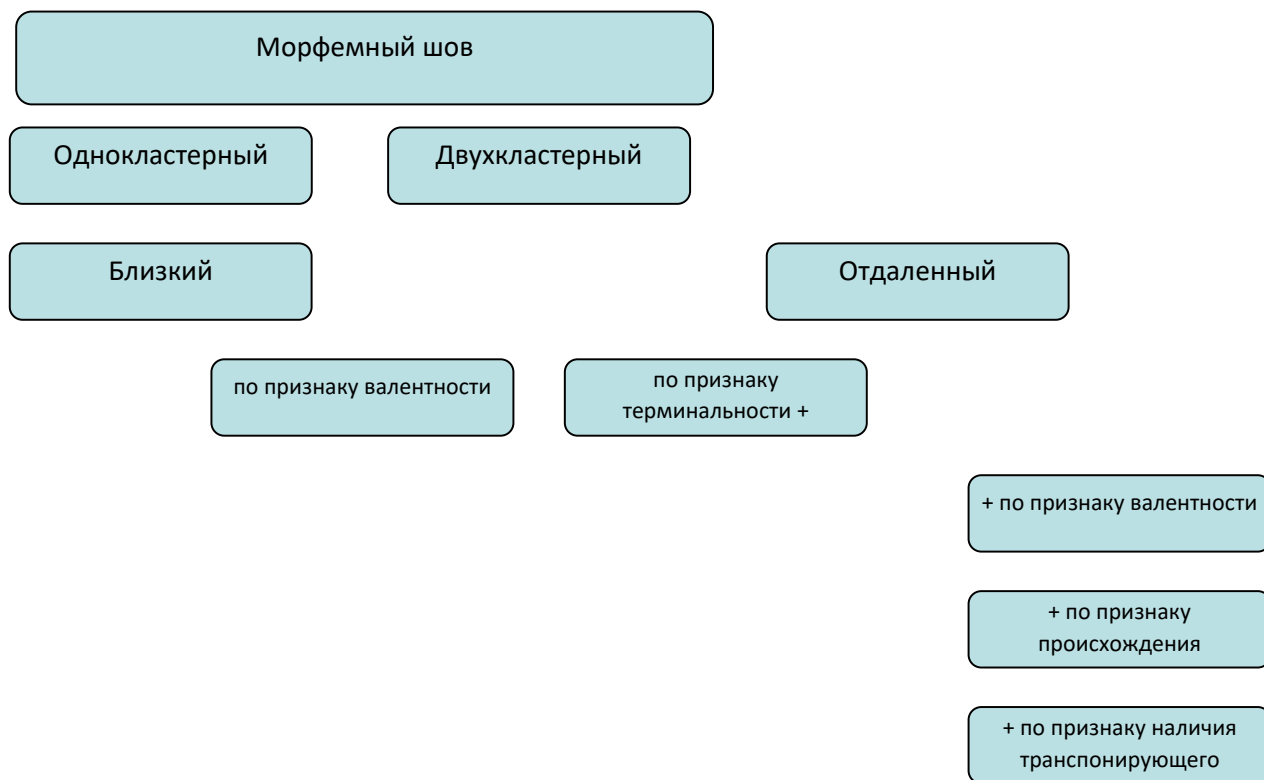 Морфемный шов
Однокластерный
Двухкластерный
Близкий
Отдаленный
по признаку валентности
по признаку
терминальности +
+ по признаку валентности
+ по признаку
происхождения
+ по признаку наличия
транспонирующего